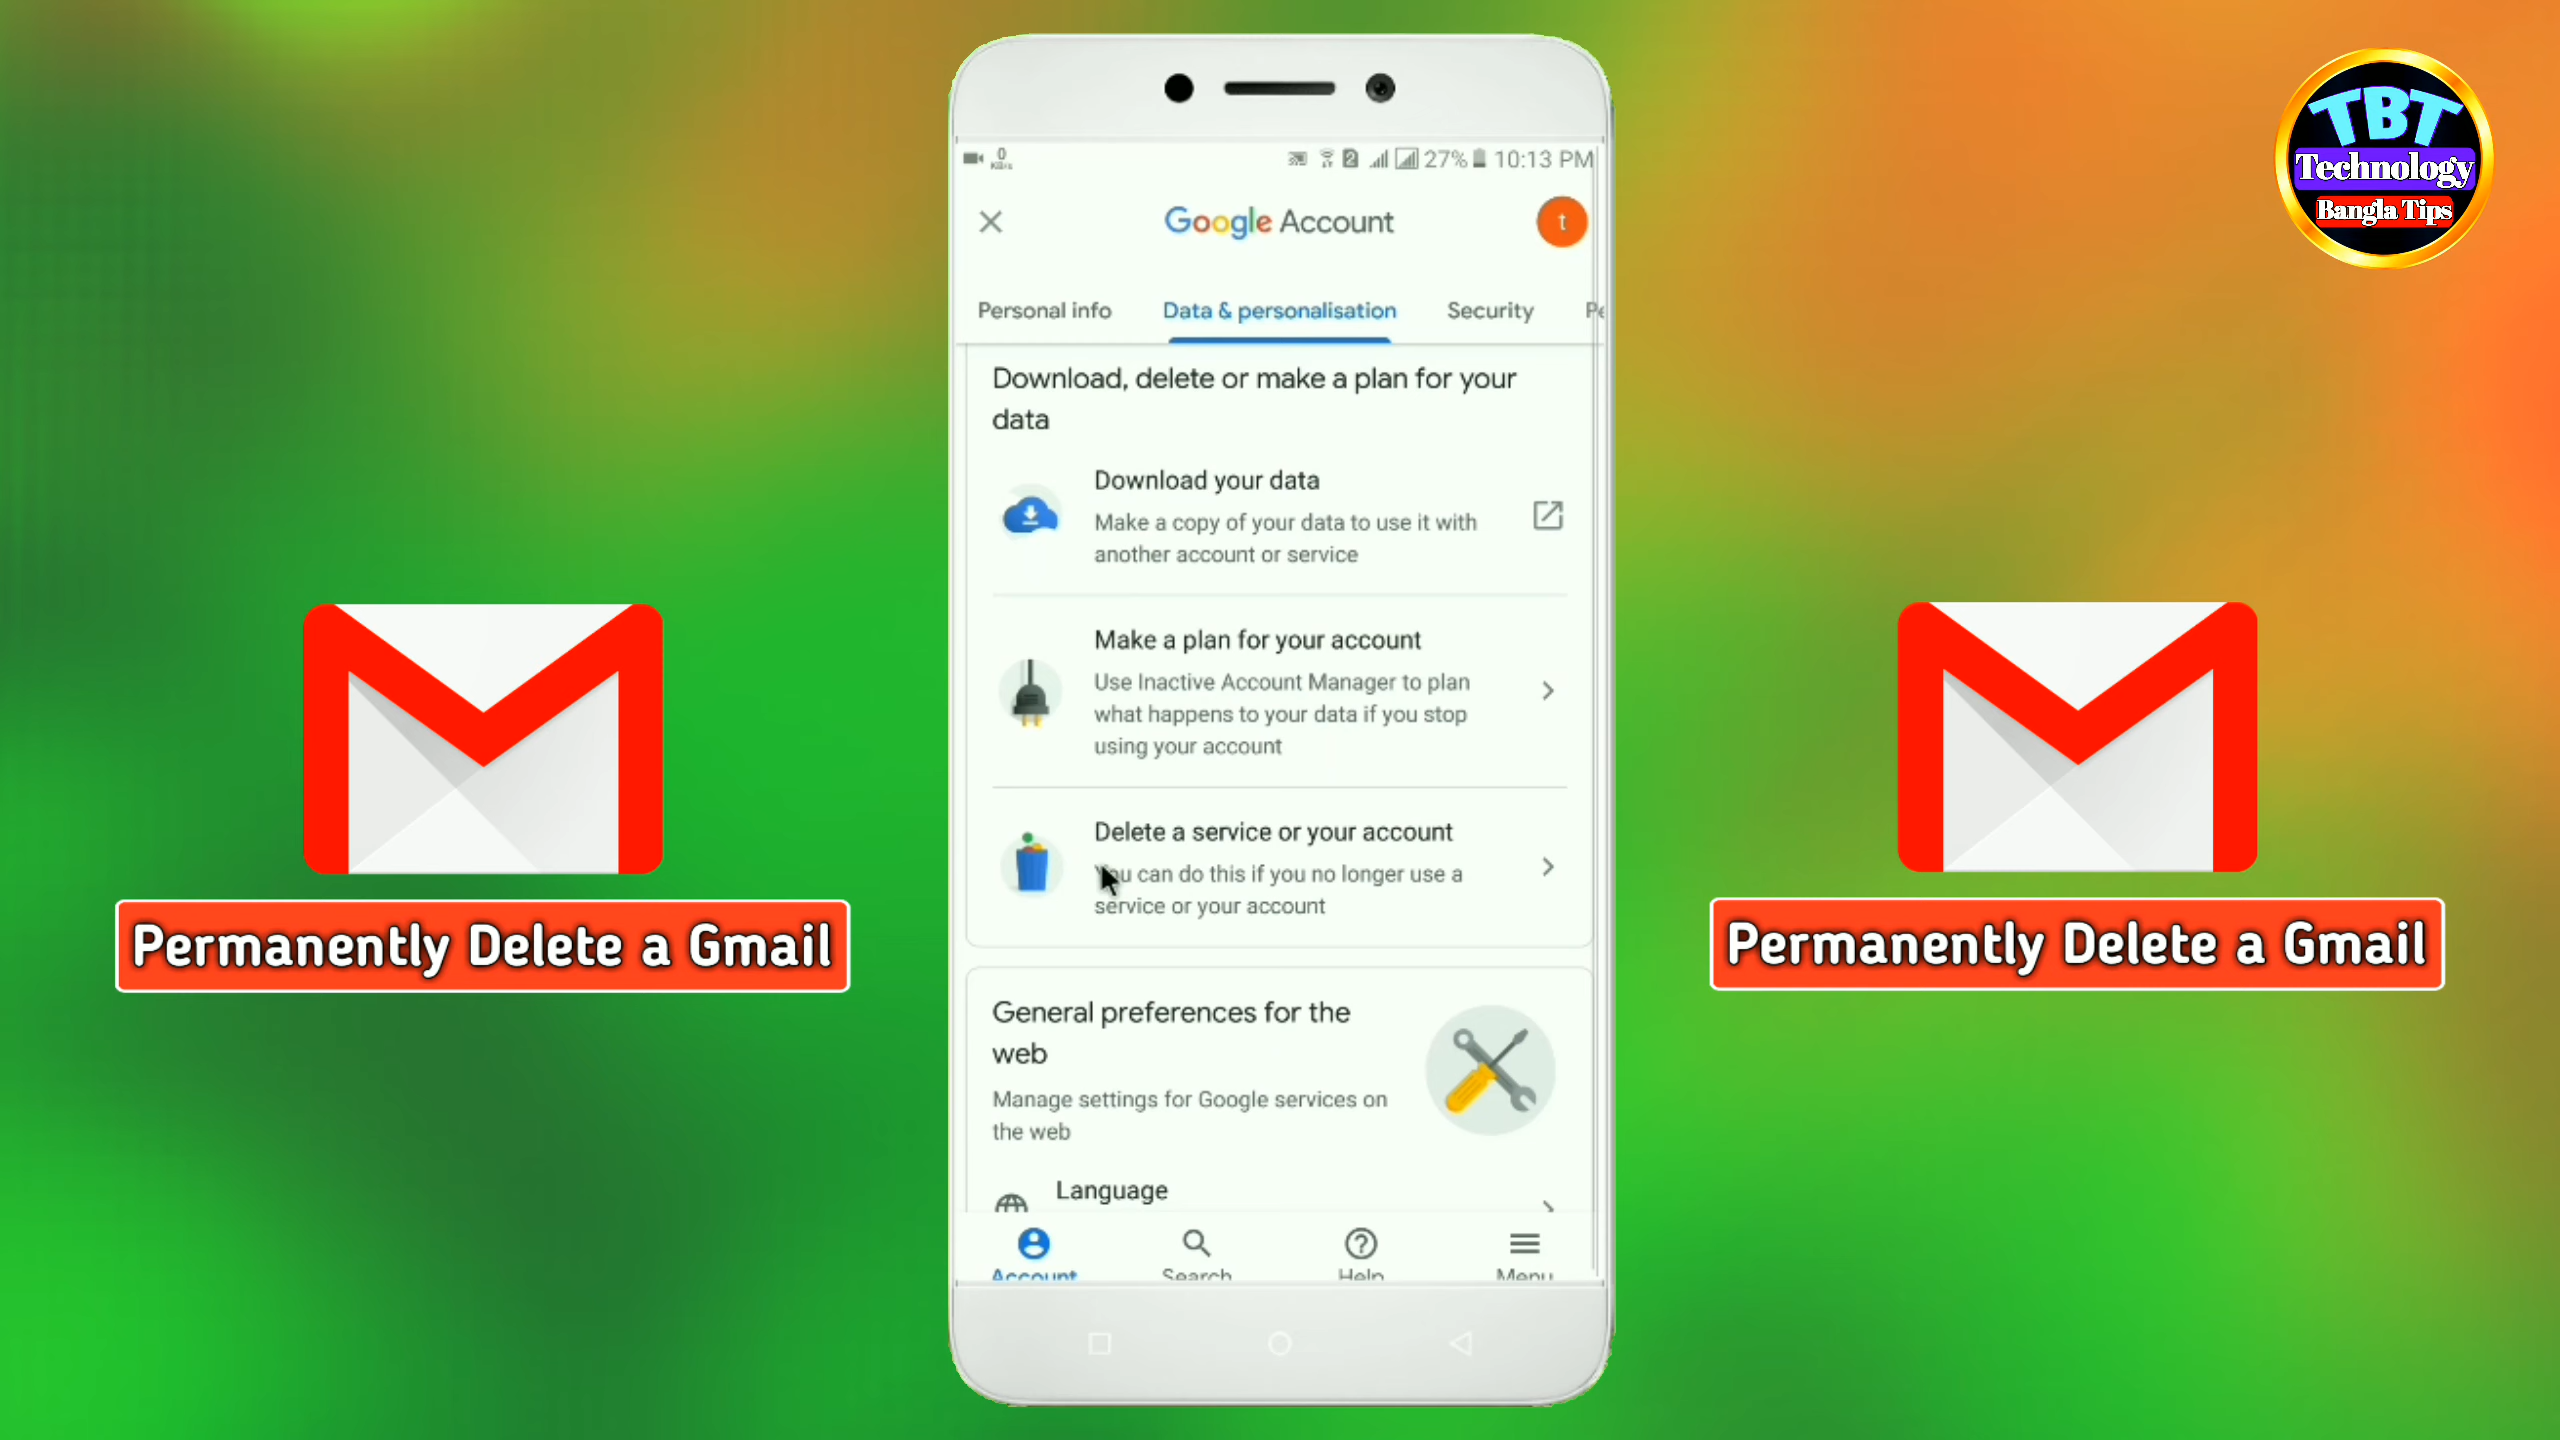 TBT
Technology
Bangla Tips
0
KB/s
2
27%
10:13 PM
Google Account
t
Personal info
Data & personalisation
Security
Pe
Download, delete or make a plan for your
data
Download your data
Make a copy of your data to use it with
another account or service
Make a plan for your account
Use Inactive Account Manager to plan
what happens to your data if you stop
using your account
Delete a service or your account
You can do this if you no longer use a
service or your account
General preferences for the
web
Manage settings for Google services on
the web
Language
Account
Search
Help
Menu
Permanently Delete a Gmail
Permanently Delete a Gmail